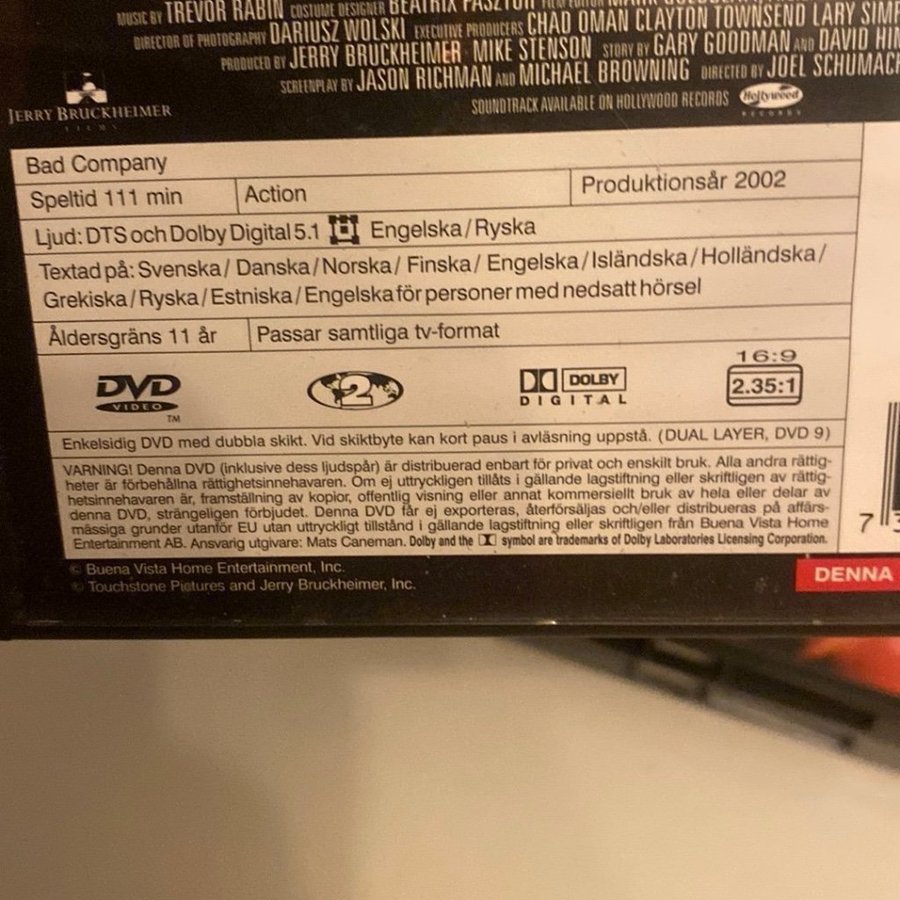 MUSIC BY TREVOR RABIN COSTUME DESIGNER BEATRIX
DIRECTOR OF PHOTOGRAPHY DARIUSZ WOLSKI EXECUTIVE PRODUCERS CHAD OMAN CLAYTON TOWNSEND LARY
PRODUCED BY JERRY BRUCKHEIMER MIKE STENSON STORY BY GARY GOODMAN AND DAVID
SCREENPLAY BY JASON RICHMAN AND MICHAEL BROWNING DIRECTED BY JOEL SCHUMACH
SOUNDTRACK AVAILABLE ON HOLLYWOOD RECORDS Hollywood
RECORDS
JERRY BRUCKHEIMER
FILMS
Bad Company
Speltid 111 min Action Produktionsår 2002
Ljud: DTS och Dolby Digital 5.1 Engelska/Ryska
Textad på: Svenska/Danska/Norska/Finska/Engelska/Isländska/Holländska/
Grekiska/Ryska/Estniska/Engelska för personer med nedsatt hörsel
Åldersgräns 11 år Passar samtliga tv-format
DVD VIDEO TM 2 DOLBY DIGITAL 16:9 2.35:1
Enkelsidig DVD med dubbla skikt. Vid skiktbyte kan kort paus i avläsning uppstå. (DUAL LAYER, DVD 9)
VARNING! Denna DVD (inklusive dess ljudspår) är distribuerad enbart för privat och enskilt bruk. Alla andra rättig-
heter är förbehållna rättighetsinnehavaren. Om ej uttryckligen tillåts i gällande lagstiftning eller skriftligen av rättig-
hetsinnehavaren är, framställning av kopior, offentlig visning eller annat kommersiellt bruk av hela eller delar av
denna DVD, strängeligen förbjudet. Denna DVD får ej exporteras, återförsäljas och/eller distribueras på affärs-
mässiga grunder utanför EU utan uttryckligt tillstånd i gällande lagstiftning eller skriftligen från Buena Vista Home
Entertainment AB. Ansvarig utgivare: Mats Caneman. Dolby and the symbol are trademarks of Dolby Laboratories Licensing Corporation.
© Buena Vista Home Entertainment, Inc.
© Touchstone Pictures and Jerry Bruckheimer, Inc.
DENNA
7